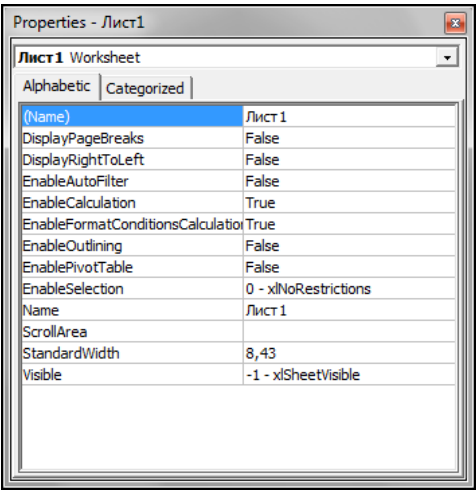 Properties - Лист1
Лист1 Worksheet
Alphabetic Categorized
(Name) Лист1
DisplayPageBreaks False
DisplayRightToLeft False
EnableAutoFilter False
EnableCalculation True
EnableFormatConditionsCalculation True
EnableOutlining False
EnablePivotTable False
EnableSelection 0 - xlNoRestrictions
Name Лист1
ScrollArea
StandardWidth 8,43
Visible -1 - xlSheetVisible